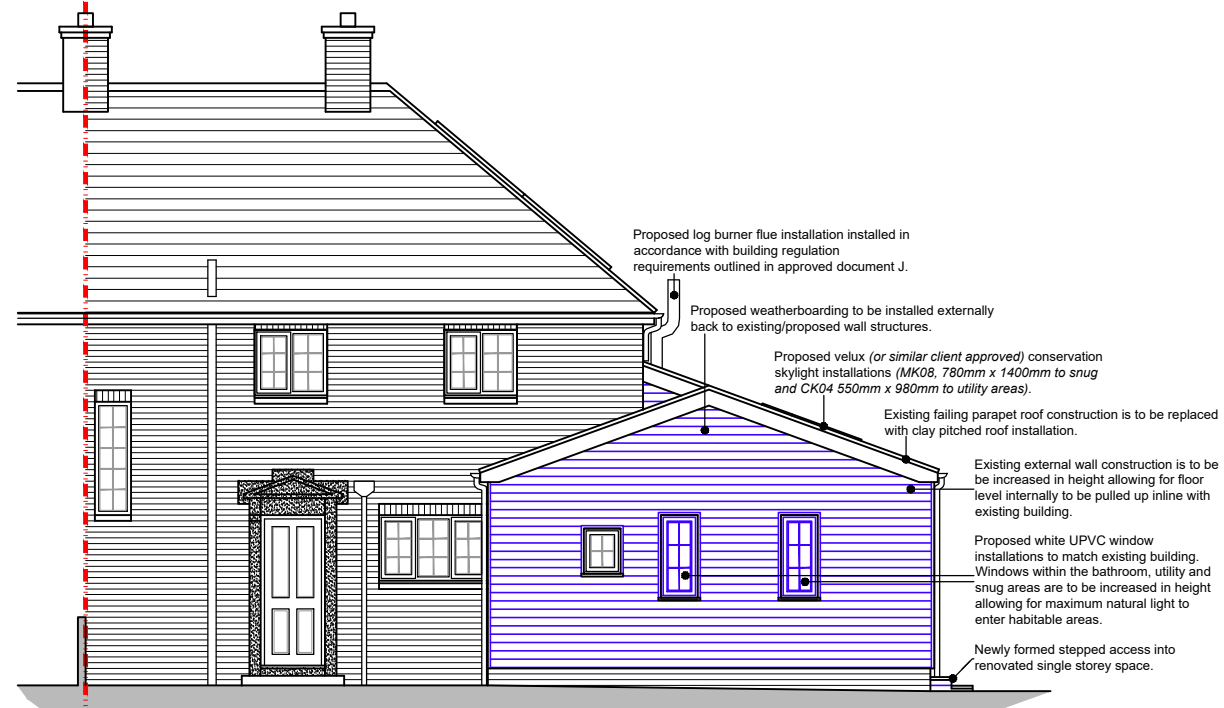 Proposed log burner flue installation installed in
accordance with building regulation
requirements outlined in approved document J.
Proposed weatherboarding to be installed externally
back to existing/proposed wall structures.
Proposed velux (or similar client approved) conservation
skylight installations (MK08, 780mm x 1400mm to snug
and CK04 550mm x 980mm to utility areas).
Existing failing parapet roof construction is to be replaced
with clay pitched roof installation.
Existing external wall construction is to be
be increased in height allowing for floor
level internally to be pulled up inline with
existing building.
Proposed white UPVC window
installations to match existing building.
Windows within the bathroom, utility and
snug areas are to be increased in height
allowing for maximum natural light to
enter habitable areas.
Newly formed stepped access into
renovated single storey space.